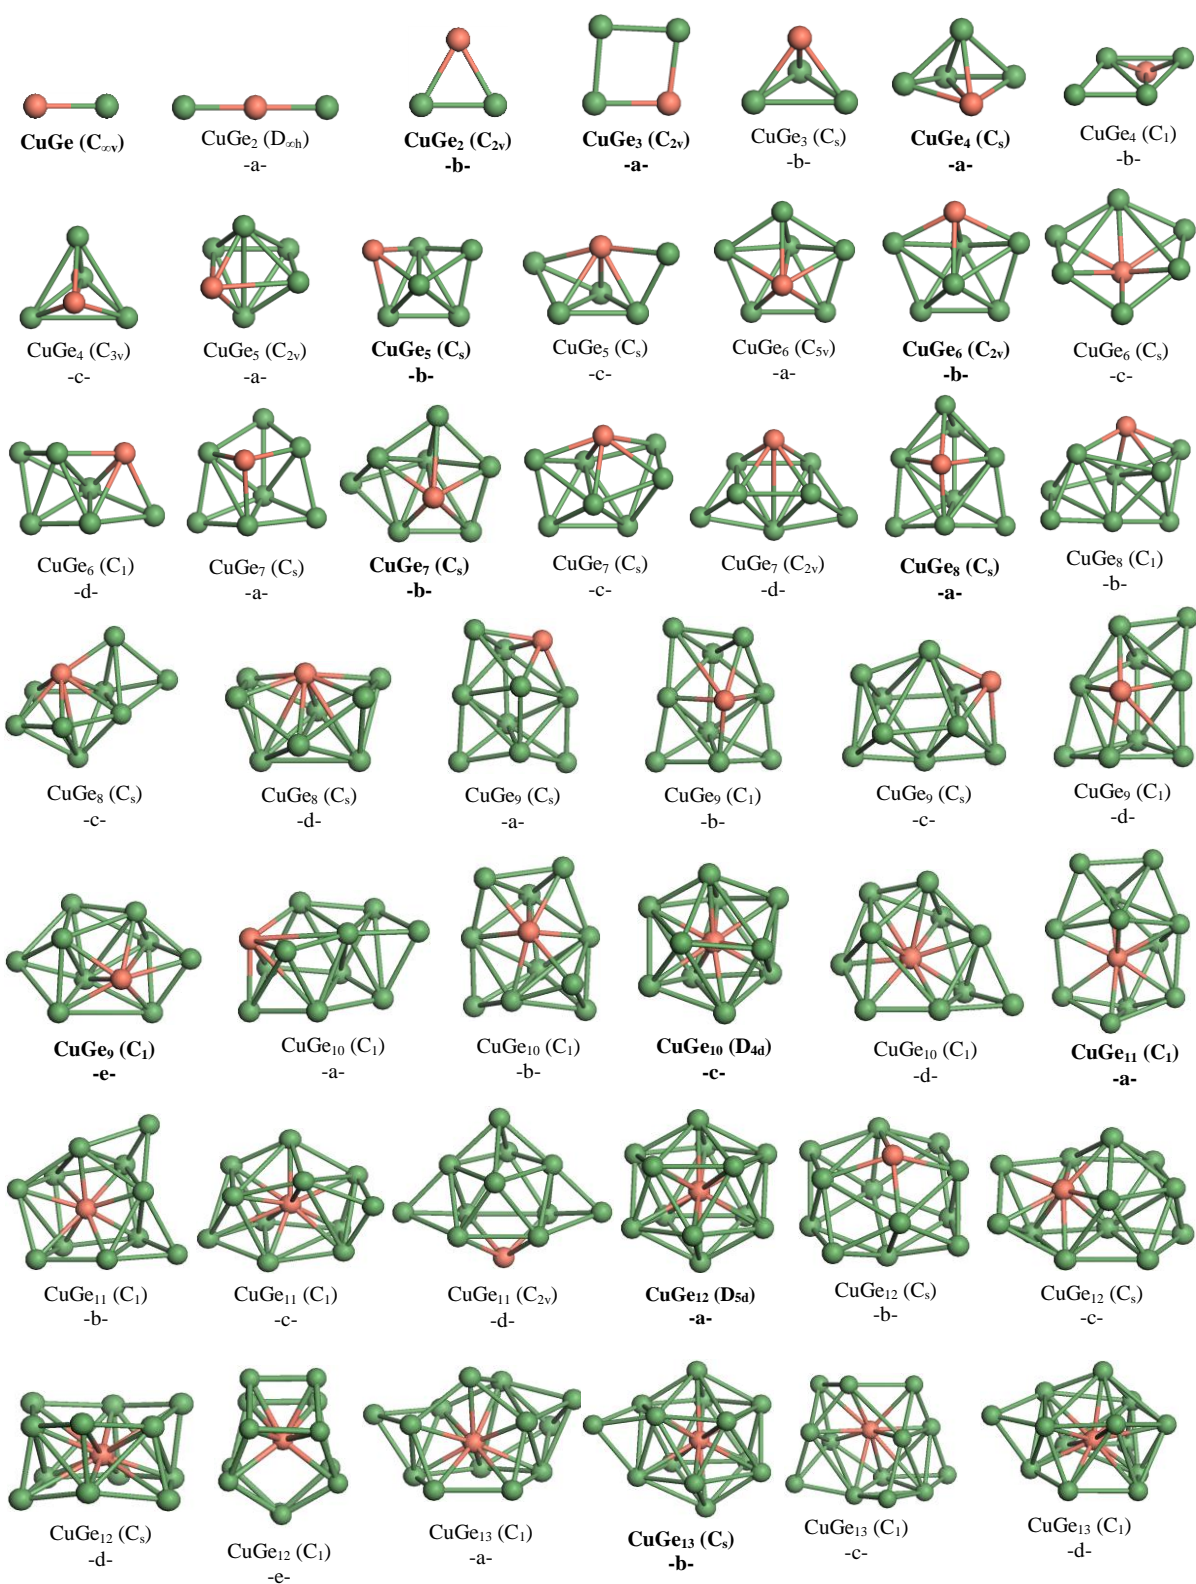 CuGe (C∞v)
CuGe2 (D∞h)
-a-
CuGe2 (C2v)
-b-
CuGe3 (C2v)
-a-
CuGe3 (Cs)
-b-
CuGe4 (Cs)
-a-
CuGe4 (C1)
-b-
CuGe4 (C3v)
-c-
CuGe5 (C2v)
-a-
CuGe5 (Cs)
-b-
CuGe5 (Cs)
-c-
CuGe6 (C5v)
-a-
CuGe6 (C2v)
-b-
CuGe6 (Cs)
-c-
CuGe6 (C1)
-d-
CuGe7 (Cs)
-a-
CuGe7 (Cs)
-b-
CuGe7 (Cs)
-c-
CuGe7 (C2v)
-d-
CuGe8 (Cs)
-a-
CuGe8 (C1)
-b-
CuGe8 (Cs)
-c-
CuGe8 (Cs)
-d-
CuGe9 (Cs)
-a-
CuGe9 (C1)
-b-
CuGe9 (Cs)
-c-
CuGe9 (C1)
-d-
CuGe9 (C1)
-e-
CuGe10 (C1)
-a-
CuGe10 (C1)
-b-
CuGe10 (D4d)
-c-
CuGe10 (C1)
-d-
CuGe11 (C1)
-a-
CuGe11 (C1)
-b-
CuGe11 (C1)
-c-
CuGe11 (C2v)
-d-
CuGe12 (D5d)
-a-
CuGe12 (Cs)
-b-
CuGe12 (Cs)
-c-
CuGe12 (Cs)
-d-
CuGe12 (C1)
-e-
CuGe13 (C1)
-a-
CuGe13 (Cs)
-b-
CuGe13 (C1)
-c-
CuGe13 (C1)
-d-